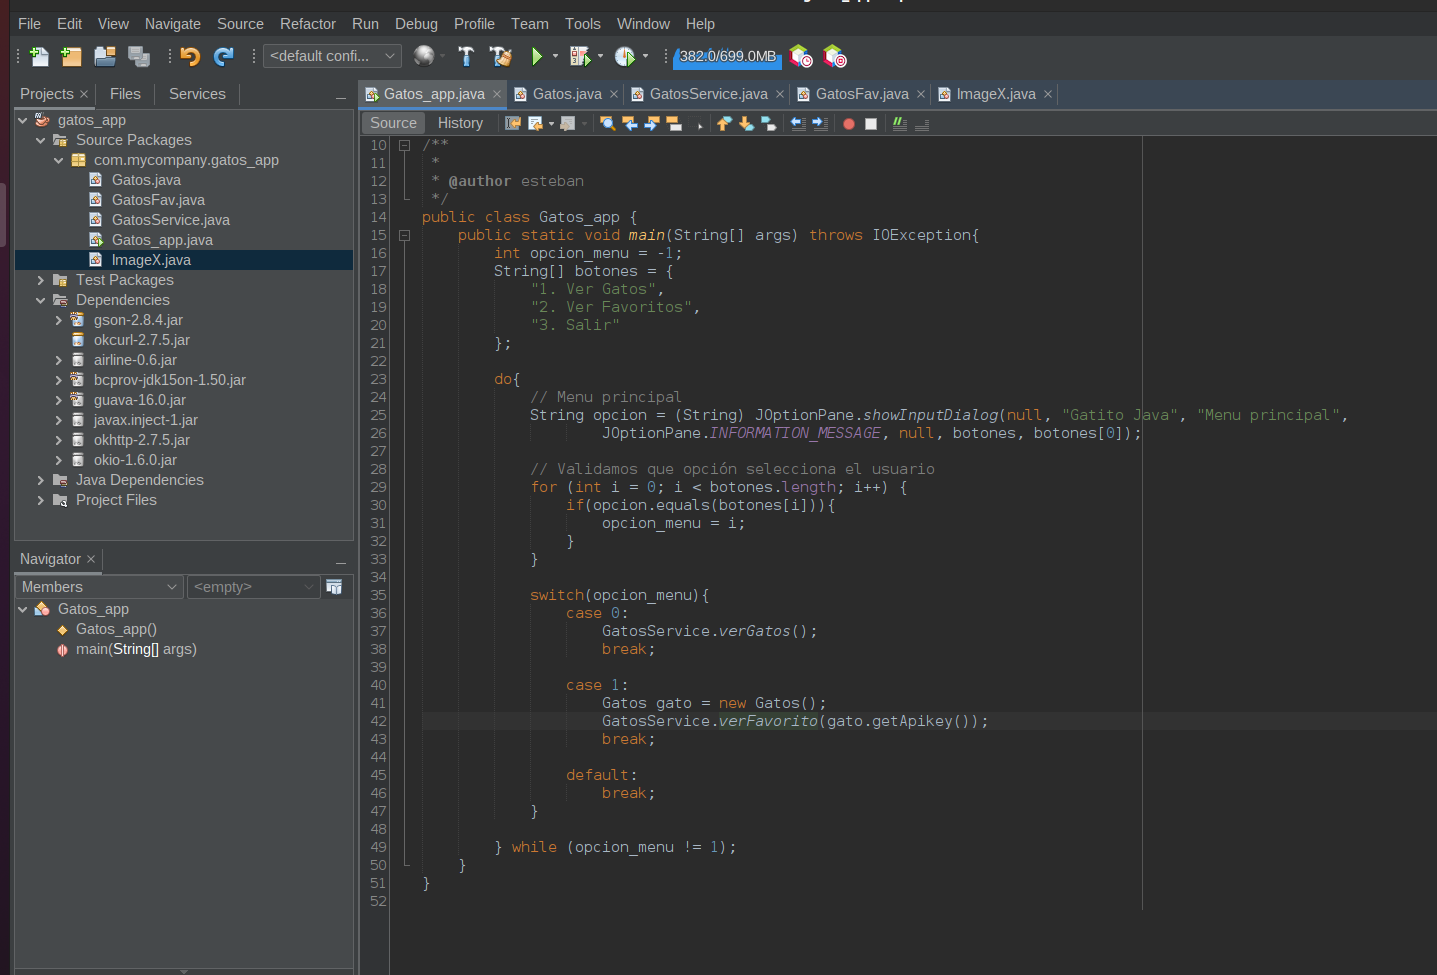 File Edit View Navigate Source Refactor Run Debug Profile Team Tools Window Help
<default confi... 382.0/699.0MB
Projects Files Services
gatos_app
Source Packages
com.mycompany.gatos_app
Gatos.java
GatosFav.java
GatosService.java
Gatos_app.java
ImageX.java
Test Packages
Dependencies
gson-2.8.4.jar
okcurl-2.7.5.jar
airline-0.6.jar
bcprov-jdk15on-1.50.jar
guava-16.0.jar
javax.inject-1.jar
okhttp-2.7.5.jar
okio-1.6.0.jar
Java Dependencies
Project Files
Navigator
Members <empty>
Gatos_app
Gatos_app()
main(String[] args)
Gatos_app.java Gatos.java GatosService.java GatosFav.java ImageX.java
Source History
10 /**
11 *
12 * @author esteban
13 */
14 public class Gatos_app {
15 public static void main(String[] args) throws IOException{
16 int opcion_menu = -1;
17 String[] botones = {
18 "1. Ver Gatos",
19 "2. Ver Favoritos",
20 "3. Salir"
21 };
22
23 do{
24 // Menu principal
25 String opcion = (String) JOptionPane.showInputDialog(null, "Gatito Java", "Menu principal",
26 JOptionPane.INFORMATION_MESSAGE, null, botones, botones[0]);
27
28 // Validamos que opción selecciona el usuario
29 for (int i = 0; i < botones.length; i++) {
30 if(opcion.equals(botones[i])){
31 opcion_menu = i;
32 }
33 }
34
35 switch(opcion_menu){
36 case 0:
37 GatosService.verGatos();
38 break;
39
40 case 1:
41 Gatos gato = new Gatos();
42 GatosService.verFavorito(gato.getApikey());
43 break;
44
45 default:
46 break;
47 }
48
49 } while (opcion_menu != 1);
50 }
51 }
52